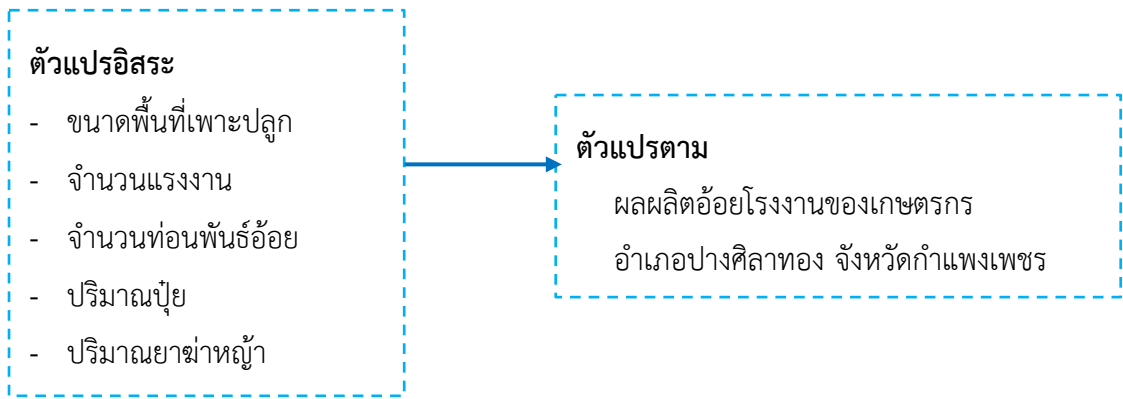 ตัวแปรอิสระ
- ขนาดพื้นที่เพาะปลูก
- จำนวนแรงงาน
- จำนวนท่อนพันธ์อ้อย
- ปริมาณปุ๋ย
- ปริมาณยาฆ่าหญ้า
ตัวแปรตาม
ผลผลิตอ้อยโรงงานของเกษตรกร
อำเภอปางศิลาทอง จังหวัดกำแพงเพชร